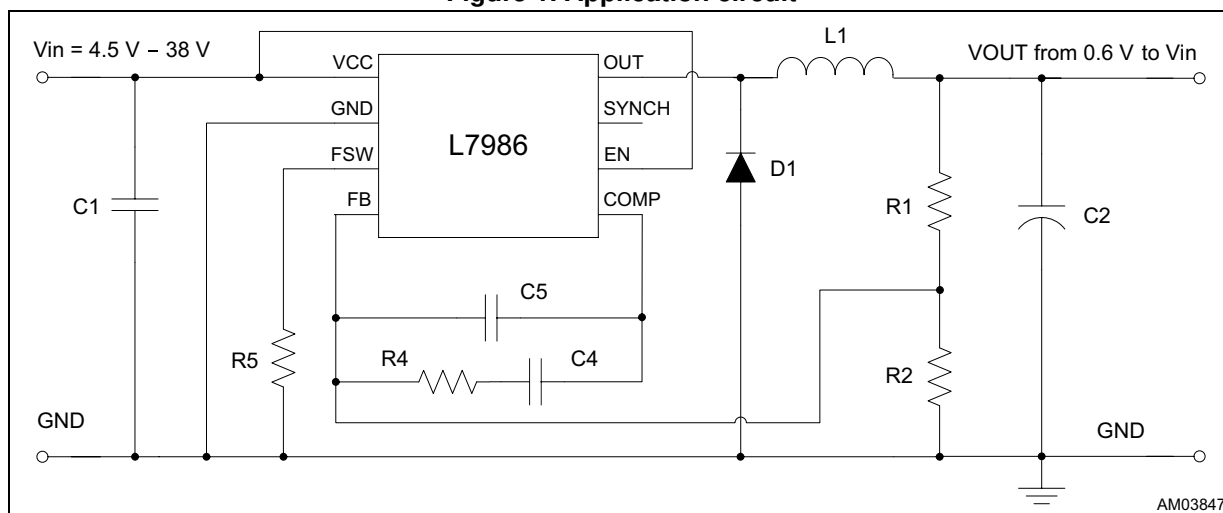 Figure 1. Application circuit
Vin = 4.5 V – 38 V
L1
VOUT from 0.6 V to Vin
VCC
OUT
GND
SYNCH
L7986
FSW
EN
D1
FB
COMP
C1
R1
C2
C5
R5
R4
C4
R2
GND
GND
AM03847